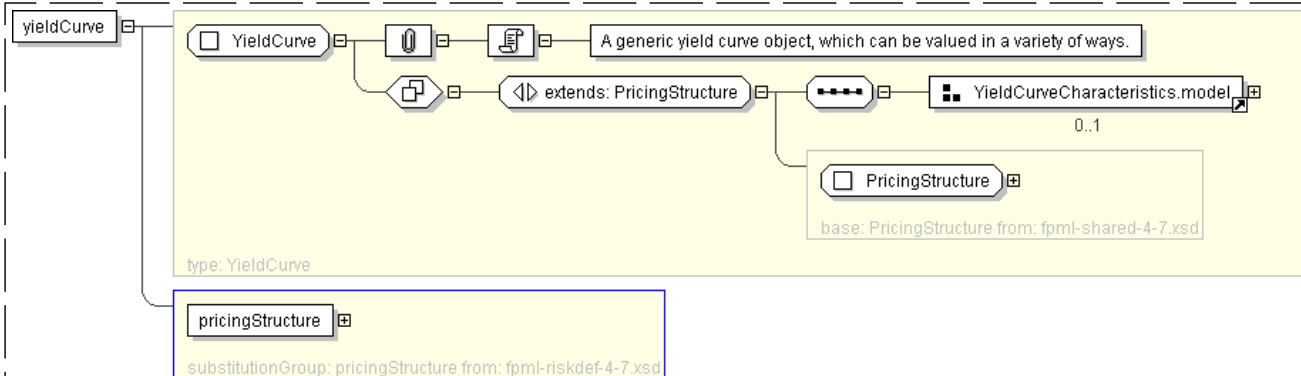 yieldCurve
YieldCurve
A generic yield curve object, which can be valued in a variety of ways.
extends: PricingStructure
YieldCurveCharacteristics.model
0..1
PricingStructure
base: PricingStructure from: fpml-shared-4-7.xsd
type: YieldCurve
pricingStructure
substitutionGroup: pricingStructure from: fpml-riskdef-4-7.xsd